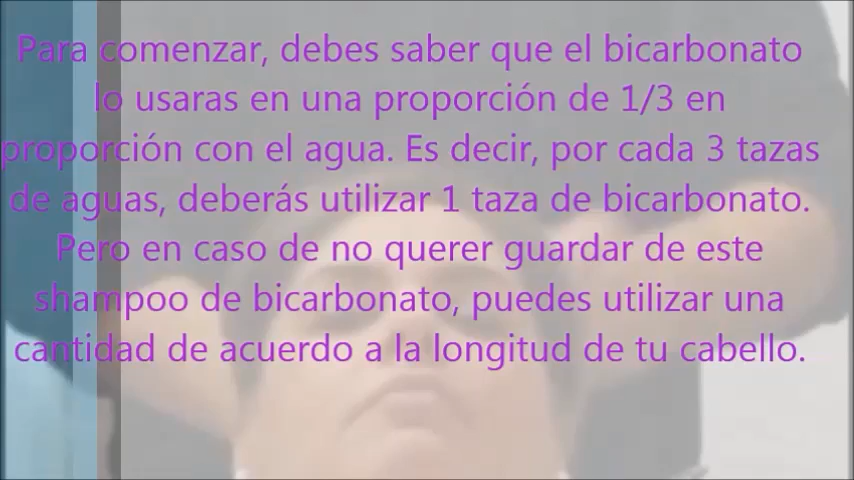 Para comenzar, debes saber que el bicarbonato
lo usaras en una proporción de 1/3 en
proporción con el agua. Es decir, por cada 3 tazas
de aguas, deberás utilizar 1 taza de bicarbonato.
Pero en caso de no querer guardar de este
shampoo de bicarbonato, puedes utilizar una
cantidad de acuerdo a la longitud de tu cabello.